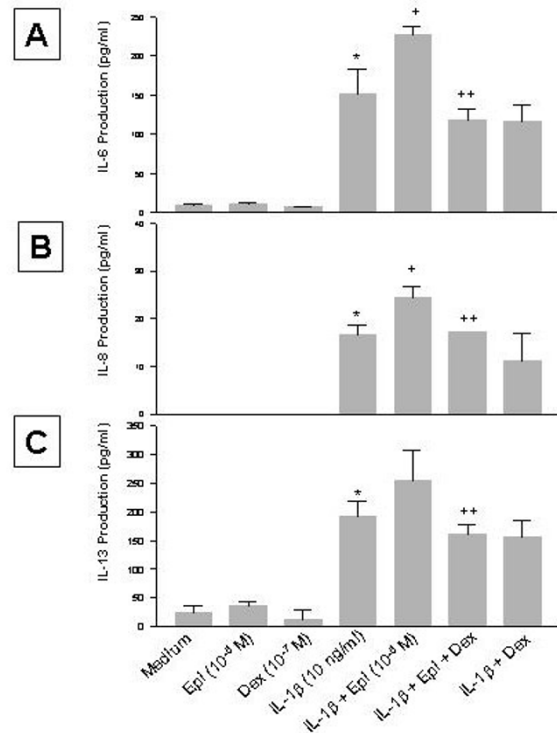 A
IL-6 Production (pg/ml)
250
200
150
100
50
0
*
+
++
B
IL-8 Production (pg/ml)
40
30
20
10
0
*
+
++
C
IL-13 Production (pg/ml)
350
300
250
200
150
100
50
0
*
++
Medium
Epi (10⁻⁶ M)
Dex (10⁻⁷ M)
IL-1β (10 ng/ml)
IL-1β + Epi (10⁻⁶ M)
IL-1β + Epi + Dex
IL-1β + Dex